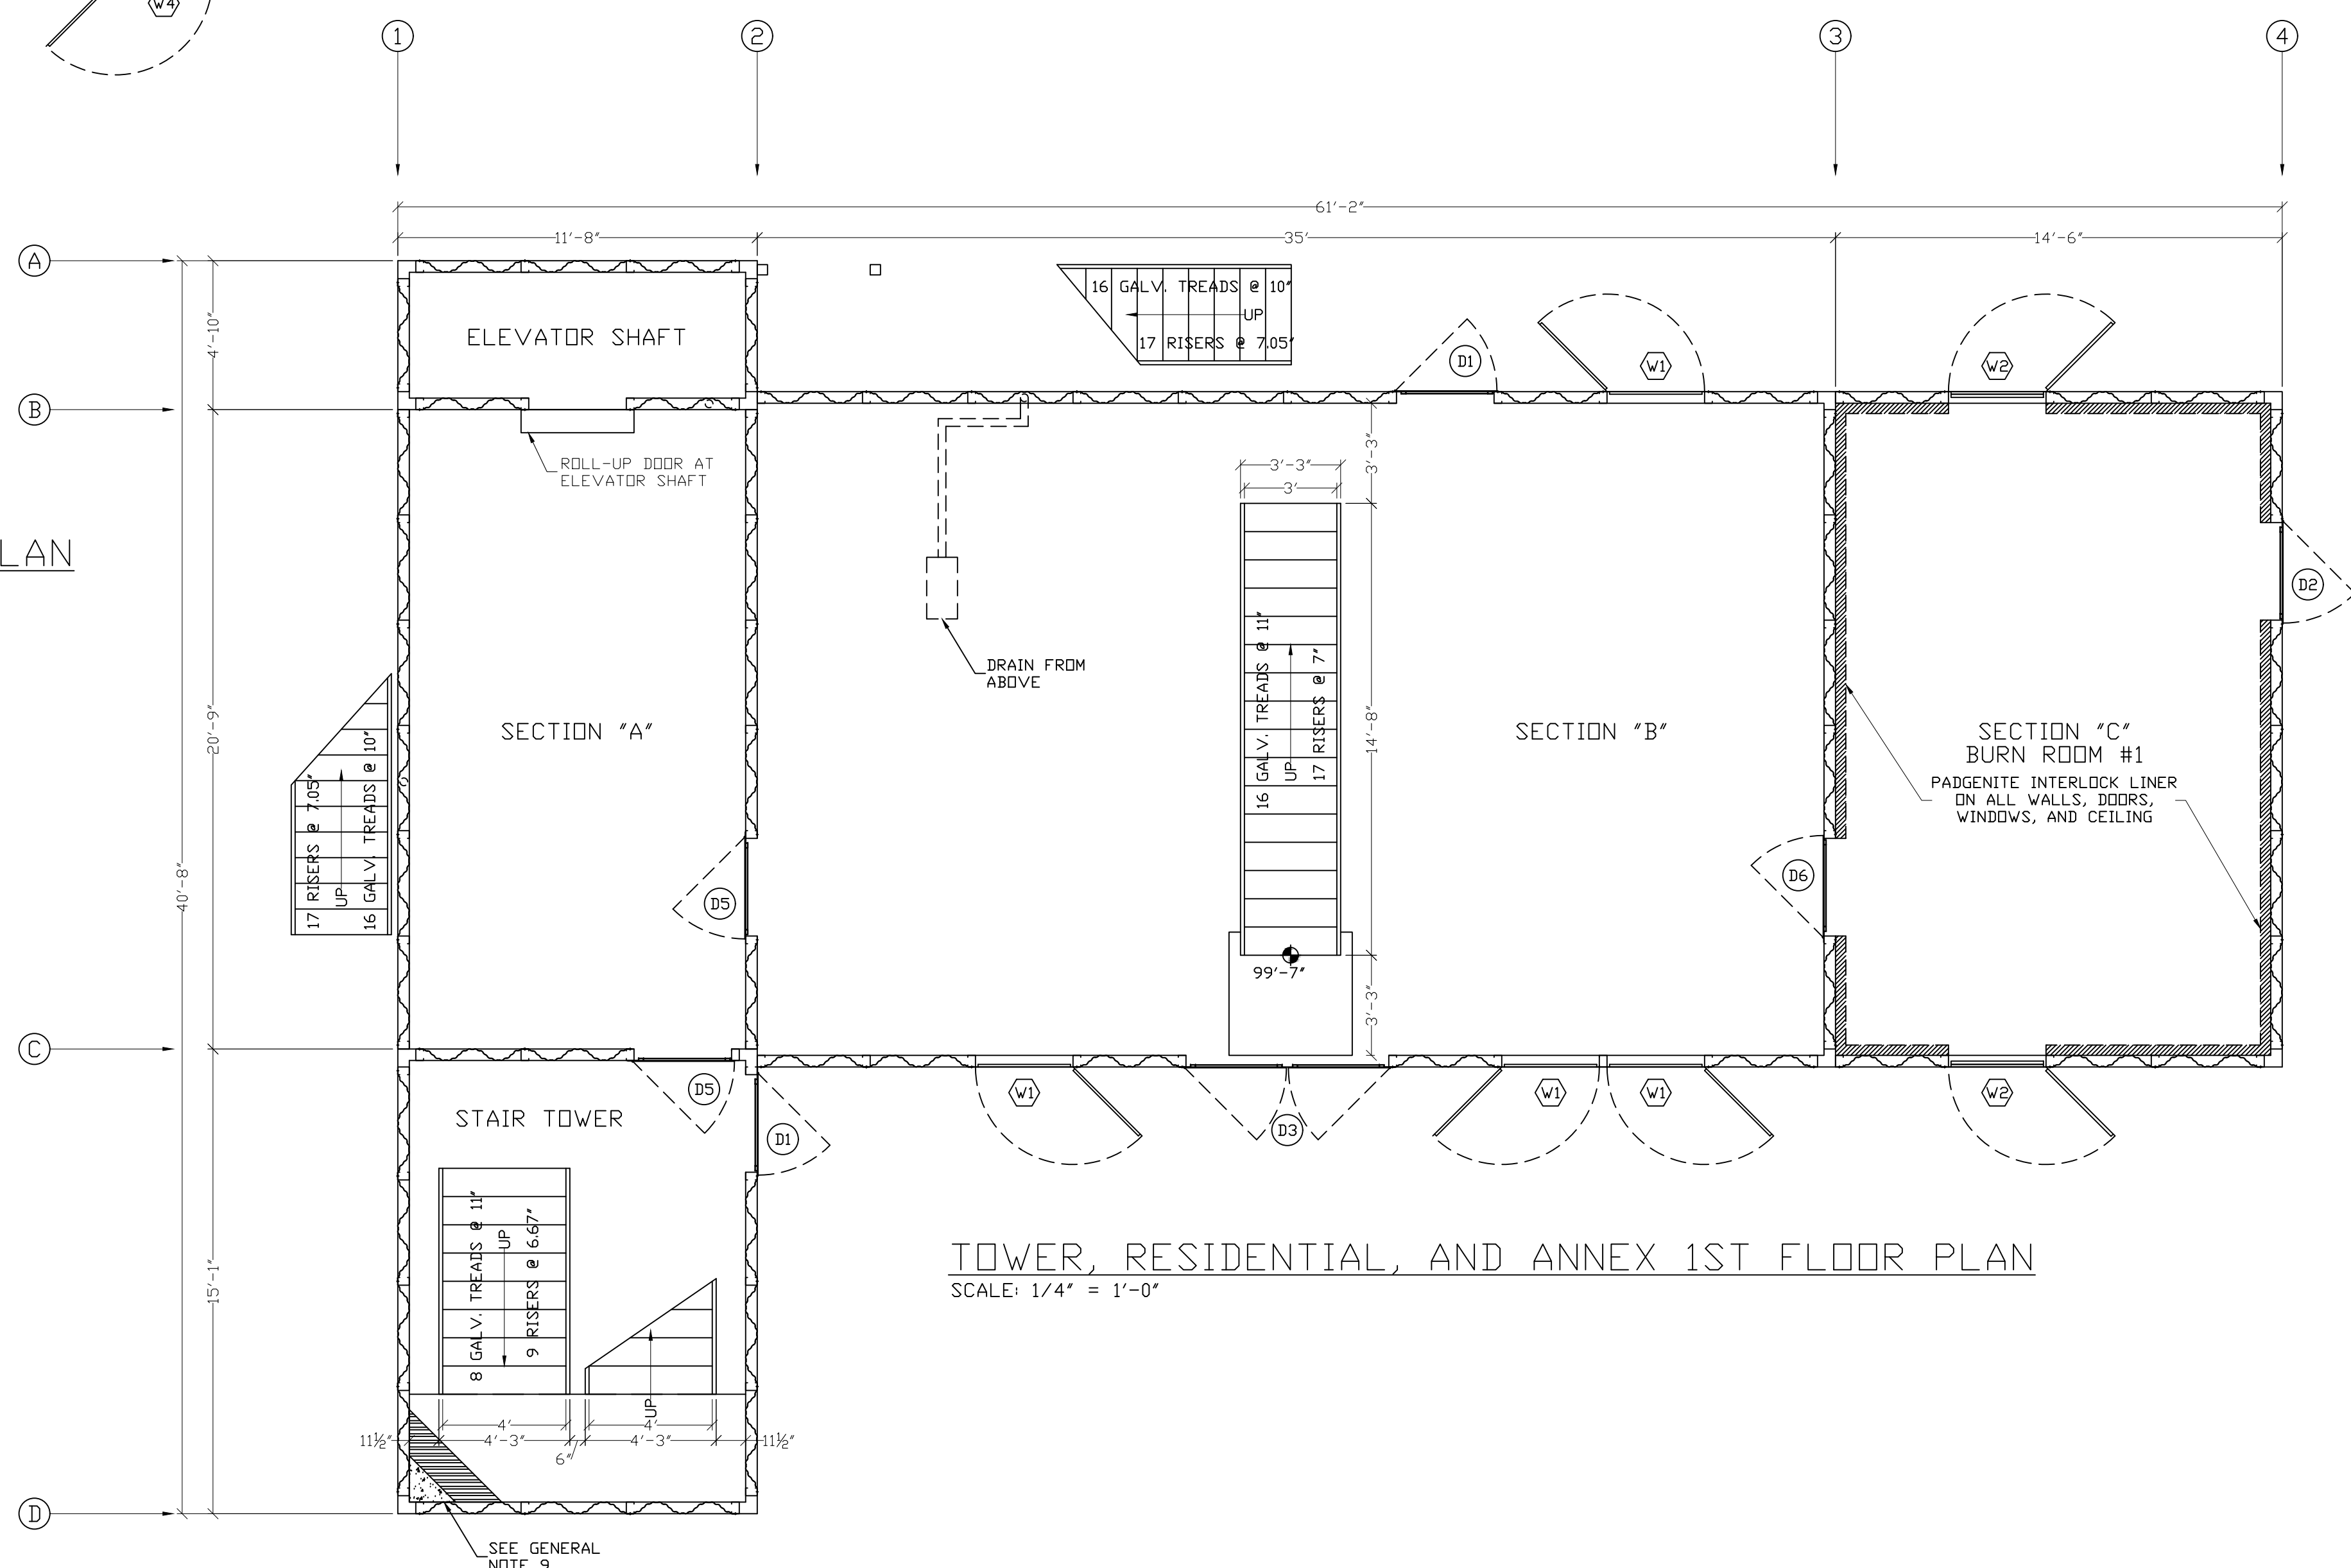 W4
1
2
3
4
61'-2"
11'-8"
35'
14'-6"
A
B
C
D
4'-10"
20'-9"
40'-8"
15'-1"
ELEVATOR SHAFT
16 GALV. TREADS @ 10"
UP
17 RISERS @ 7.05"
D1
W1
W2
ROLL-UP DOOR AT
ELEVATOR SHAFT
3'-3"
3'
3'-3"
LAN
D2
DRAIN FROM
ABOVE
16 GALV. TREADS @ 11"
UP
17 RISERS @ 7"
14'-8"
SECTION "A"
SECTION "B"
SECTION "C"
BURN ROOM #1
PADGENITE INTERLOCK LINER
ON ALL WALLS, DOORS,
WINDOWS, AND CEILING
17 RISERS @ 7.05"
UP
16 GALV. TREADS @ 10"
D5
D6
99'-7"
3'-3"
D5
W1
W1
W1
W2
STAIR TOWER
D1
D3
8 GALV. TREADS @ 11"
UP
9 RISERS @ 6.67"
UP
TOWER, RESIDENTIAL, AND ANNEX 1ST FLOOR PLAN
SCALE: 1/4" = 1'-0"
4'
4'
11½"
4'-3"
6"
4'-3"
11½"
SEE GENERAL
NOTE 9